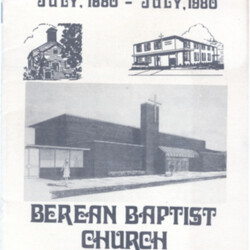 JULY, 1880 - JULY, 1980
BEREAN BAPTIST
CHURCH